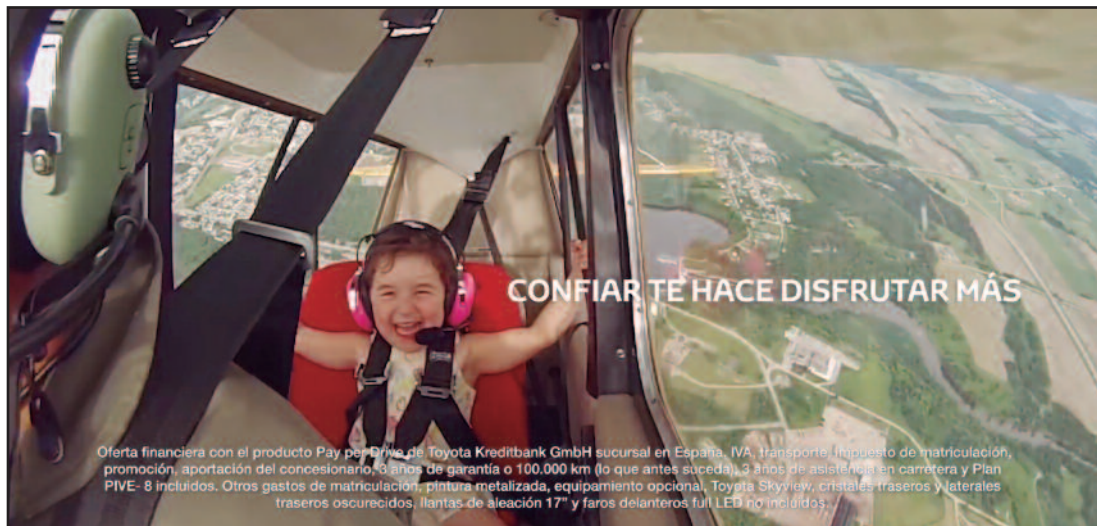 CONFIAR TE HACE DISFRUTAR MÁS
Oferta financiera con el producto Pay per Drive de Toyota Kreditbank GmbH sucursal en España. IVA, transporte, impuesto de matriculación,
promoción, aportación del concesionario, 3 años de garantía o 100.000 km (lo que antes suceda), 3 años de asistencia en carretera y Plan
PIVE- 8 incluidos. Otros gastos de matriculación, pintura metalizada, equipamiento opcional, Toyota Skyview, cristales traseros y laterales
traseros oscurecidos, llantas de aleación 17" y faros delanteros full LED no incluidos.